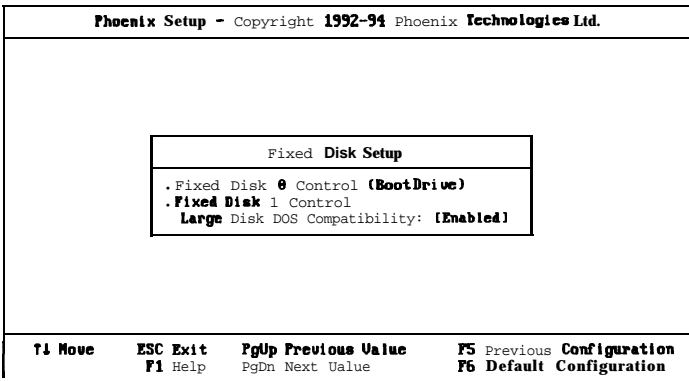 Phoenix Setup - Copyright 1992-94 Phoenix Technologies Ltd.
Fixed Disk Setup
.Fixed Disk 0 Control (BootDrive)
.Fixed Disk 1 Control
Large Disk DOS Compatibility: [Enabled]
↑↓ Move ESC Exit PgUp Previous Value F5 Previous Configuration
F1 Help PgDn Next Value F6 Default Configuration